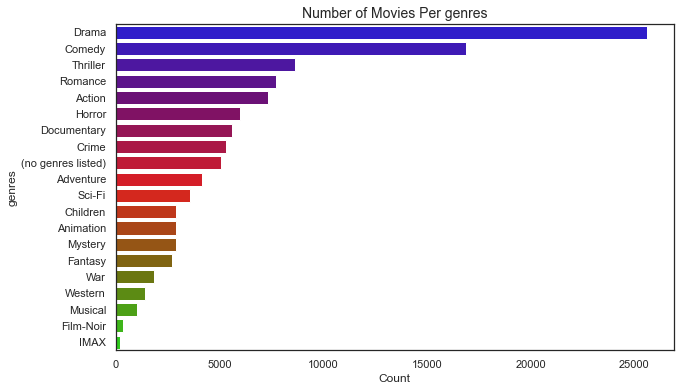 Number of Movies Per genres
genres
Drama
Comedy
Thriller
Romance
Action
Horror
Documentary
Crime
(no genres listed)
Adventure
Sci-Fi
Children
Animation
Mystery
Fantasy
War
Western
Musical
Film-Noir
IMAX
0 5000 10000 15000 20000 25000
Count